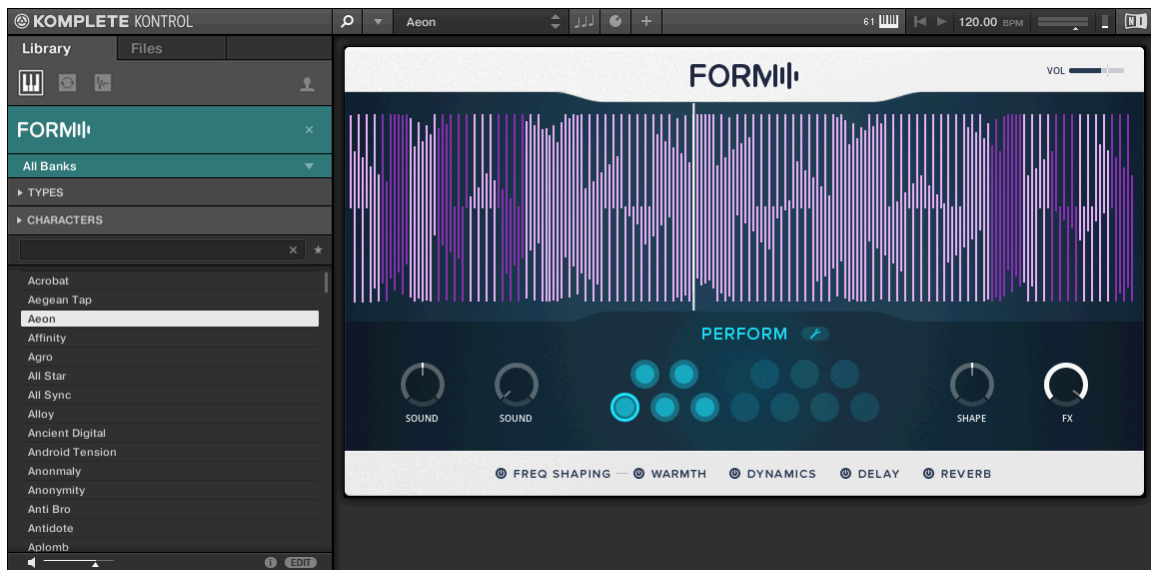 KOMPLETE KONTROL
Aeon
61
120.00 BPM
Library
Files
FORM
All Banks
TYPES
CHARACTERS
Acrobat
Aegean Tap
Aeon
Affinity
Agro
All Star
All Sync
Alloy
Ancient Digital
Android Tension
Anonmaly
Anonymity
Anti Bro
Antidote
Aplomb
EDIT
FORM
VOL
PERFORM
SOUND
SOUND
SHAPE
FX
FREQ SHAPING
WARMTH
DYNAMICS
DELAY
REVERB